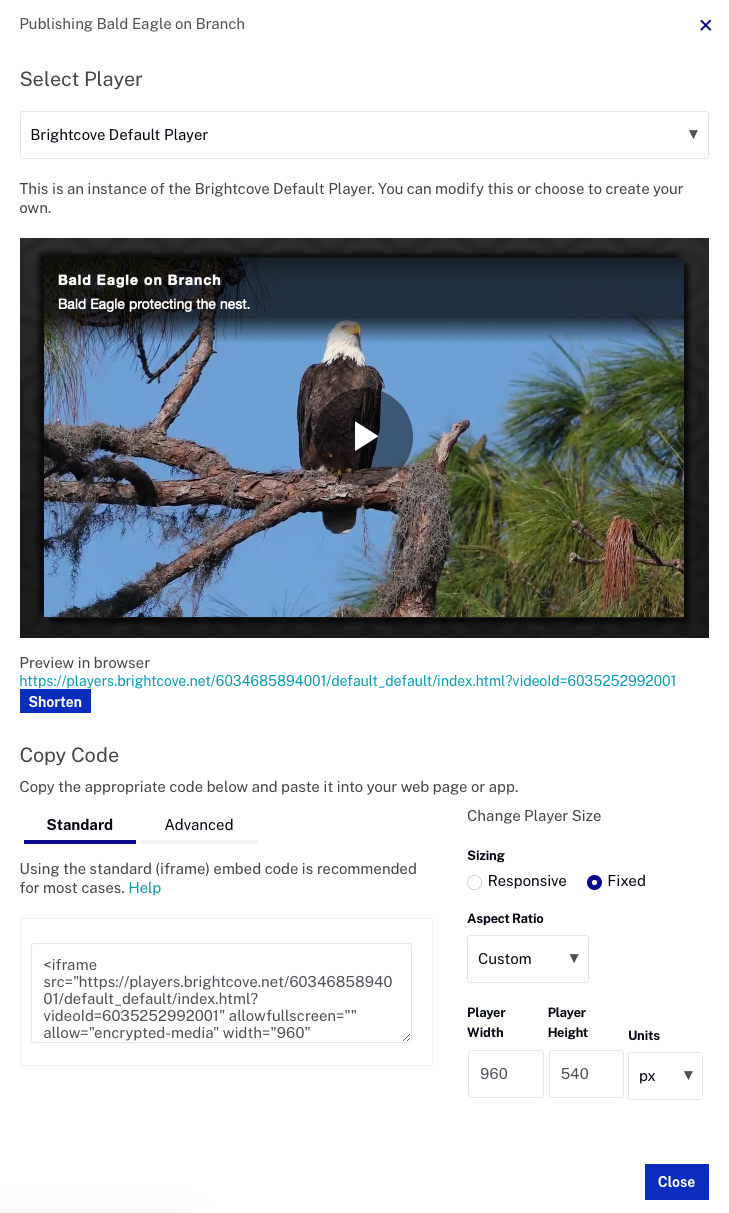 Publishing Bald Eagle on Branch
Select Player
Brightcove Default Player
This is an instance of the Brightcove Default Player. You can modify this or choose to create your
own.
Bald Eagle on Branch
Bald Eagle protecting the nest.
Preview in browser
https://players.brightcove.net/6034685894001/default_default/index.html?videoId=6035252992001
Shorten
Copy Code
Copy the appropriate code below and paste it into your web page or app.
Standard
Advanced
Using the standard (iframe) embed code is recommended
for most cases. Help
<iframe
src="https://players.brightcove.net/60346858940
01/default_default/index.html?
videoId=6035252992001" allowfullscreen=""
allow="encrypted-media" width="960"
Change Player Size
Sizing
Responsive
Fixed
Aspect Ratio
Custom
Player
Width
Player
Height
Units
960
540
px
Close